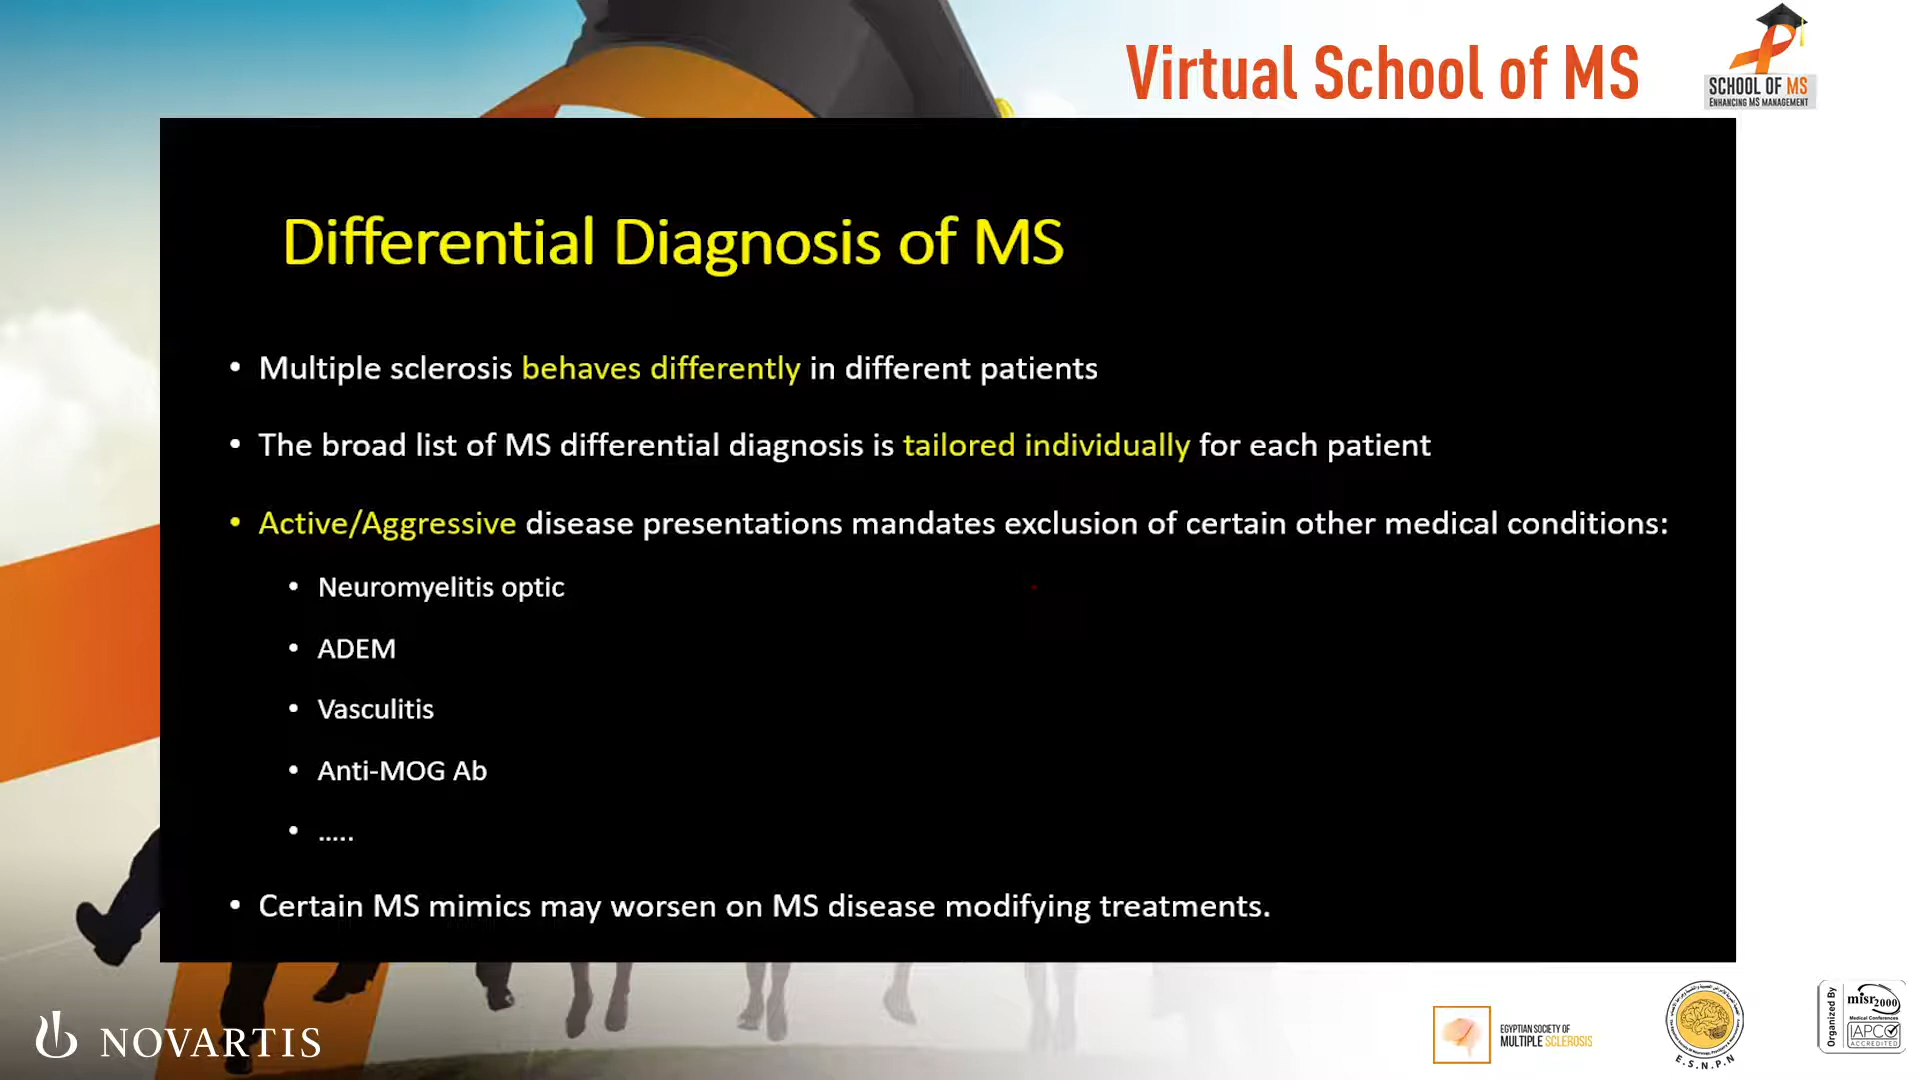 Virtual School of MS
SCHOOL OF MS
ENHANCING MS MANAGEMENT
Differential Diagnosis of MS
• Multiple sclerosis behaves differently in different patients
• The broad list of MS differential diagnosis is tailored individually for each patient
• Active/Aggressive disease presentations mandates exclusion of certain other medical conditions:
• Neuromyelitis optic
• ADEM
• Vasculitis
• Anti-MOG Ab
• .....
• Certain MS mimics may worsen on MS disease modifying treatments.
NOVARTIS
EGYPTIAN SOCIETY OF
MULTIPLE SCLEROSIS
E.S.N.P.N
Organized By
misr2000
Medical Conferences
IAPCO
ACCREDITED